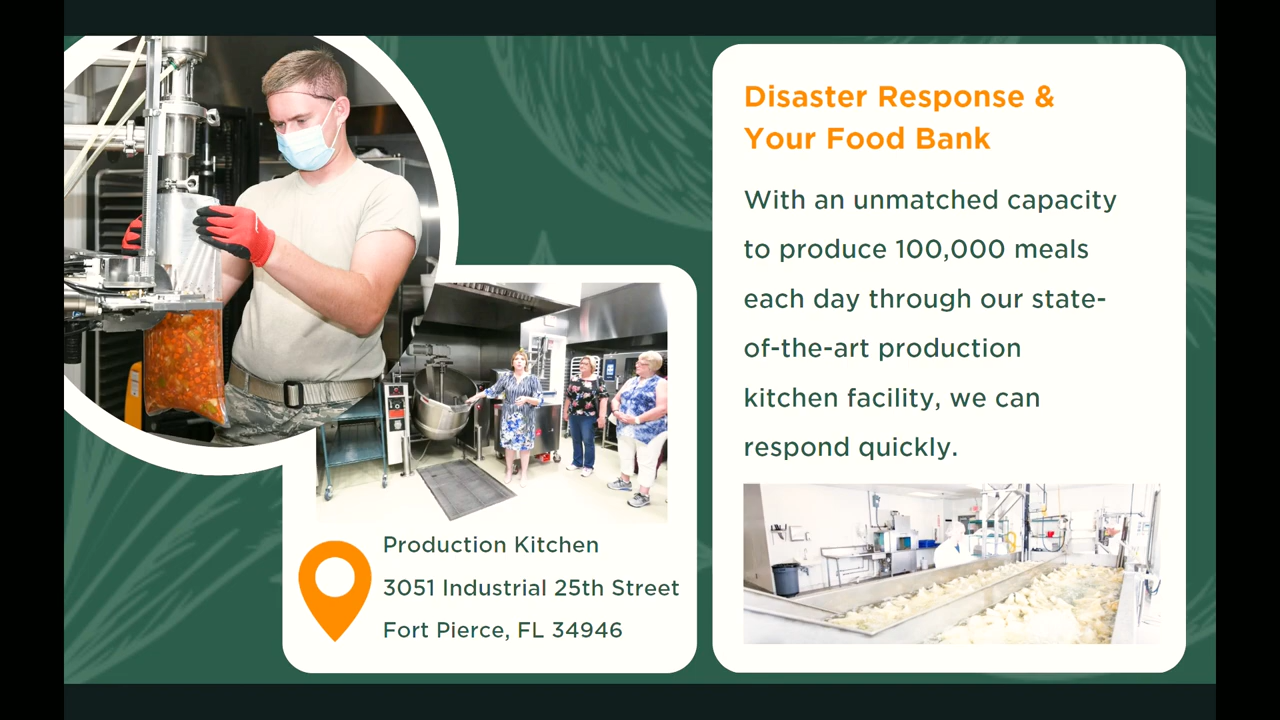 Disaster Response &
Your Food Bank
With an unmatched capacity
to produce 100,000 meals
each day through our state-
of-the-art production
kitchen facility, we can
respond quickly.
Production Kitchen
3051 Industrial 25th Street
Fort Pierce, FL 34946